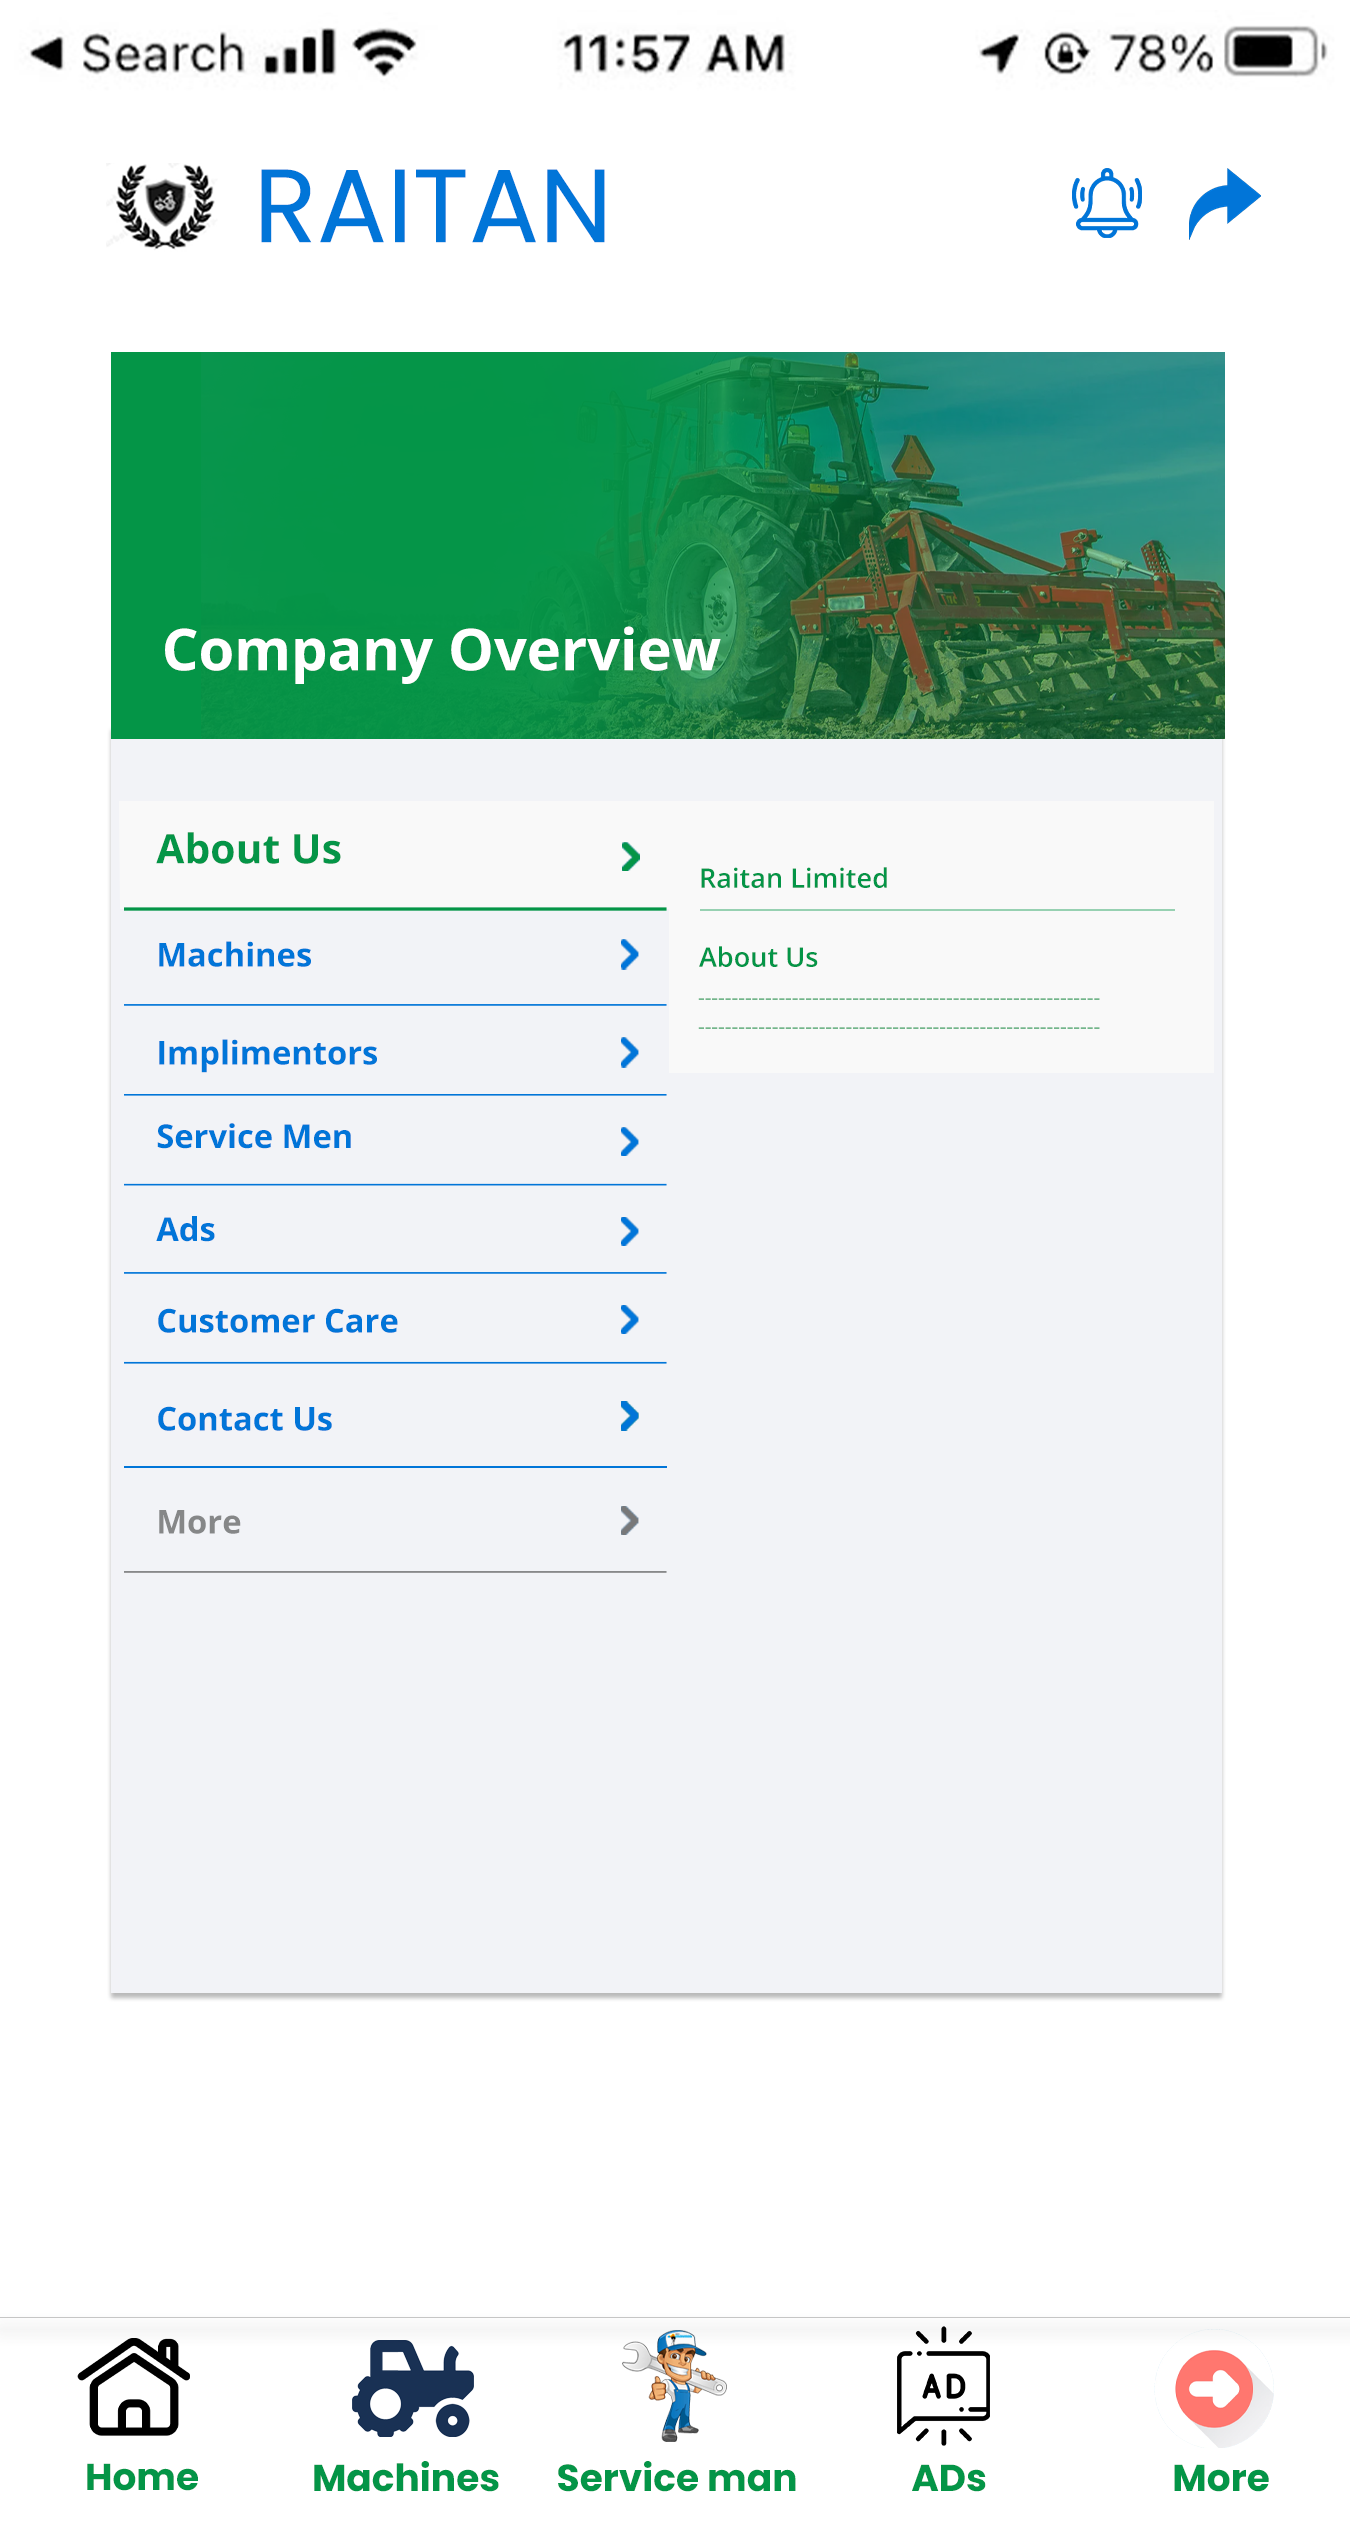 Search 11:57 AM 78%
RAITAN
Company Overview
About Us
Raitan Limited
Machines
About Us
Implimentors
Service Men
Ads
Customer Care
Contact Us
More
AD
Home Machines Service man ADs More